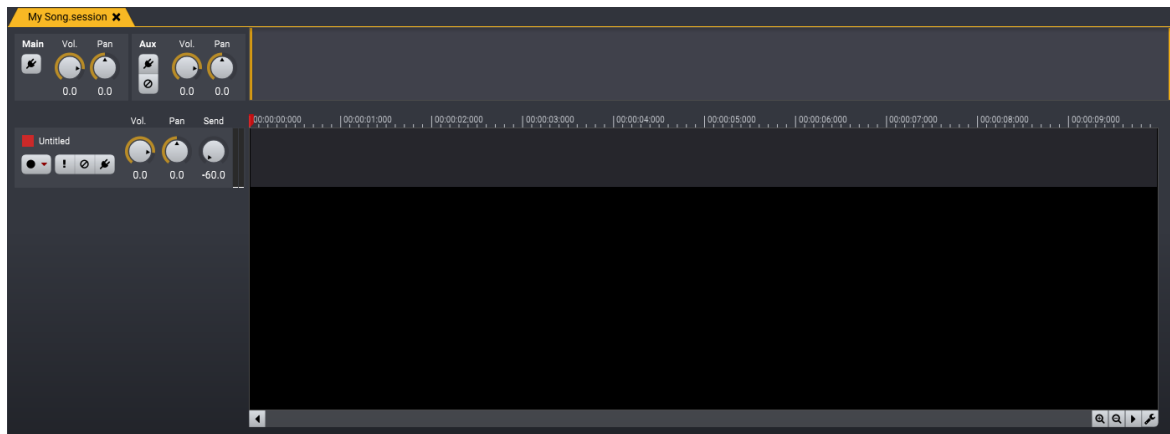 My Song.session
Main Vol. Pan Aux Vol. Pan
0.0 0.0 0.0 0.0
Vol. Pan Send 00:00:00:000 00:00:01:000 00:00:02:000 00:00:03:000 00:00:04:000 00:00:05:000 00:00:06:000 00:00:07:000 00:00:08:000 00:00:09:000
Untitled
0.0 0.0 -60.0